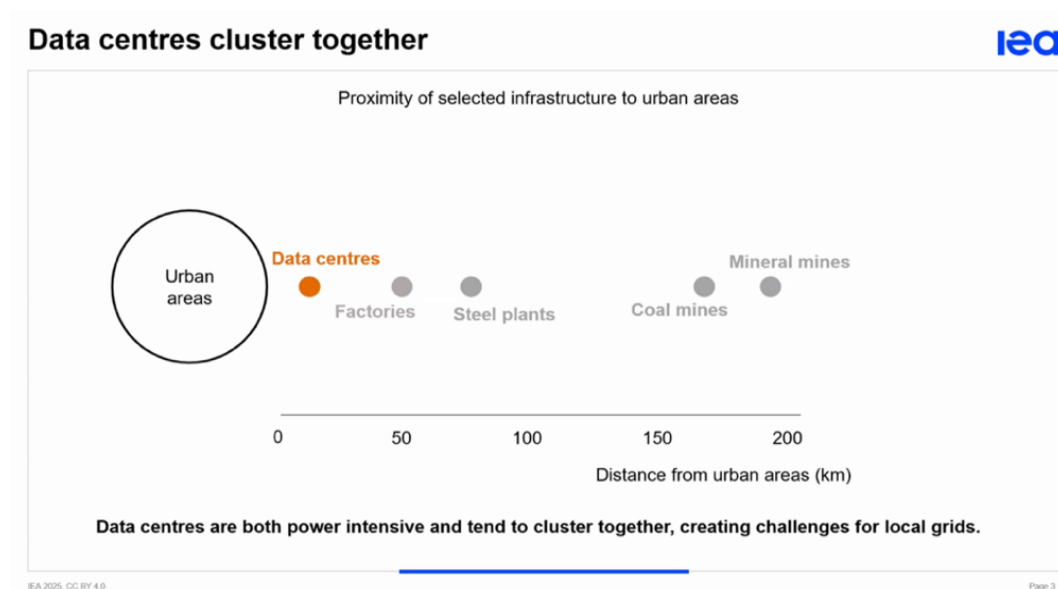 Data centres cluster together
iea
Proximity of selected infrastructure to urban areas
Urban
areas
Data centres
Factories
Steel plants
Coal mines
Mineral mines
0 50 100 150 200
Distance from urban areas (km)
Data centres are both power intensive and tend to cluster together, creating challenges for local grids.
IEA 2025. CC BY 4.0.
Page 3